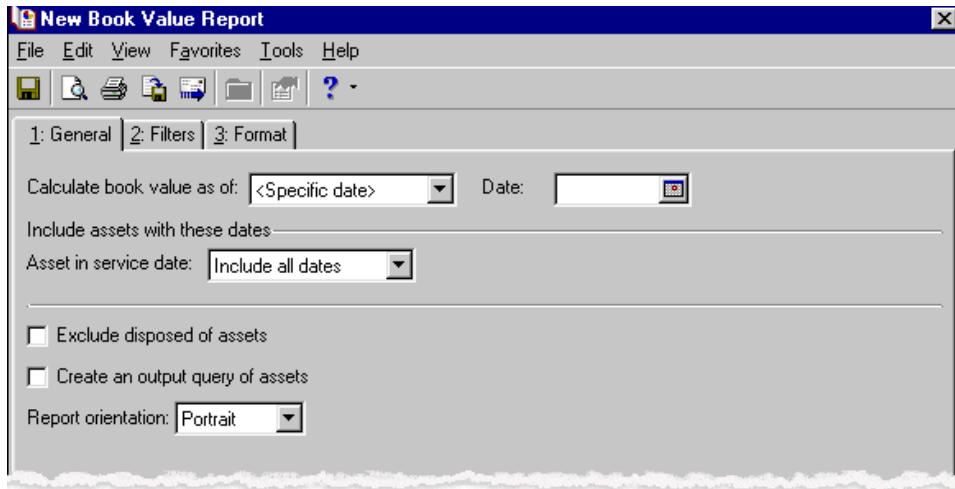 New Book Value Report
File Edit View Favorites Tools Help
1: General 2: Filters 3: Format
Calculate book value as of: <Specific date> Date:
Include assets with these dates
Asset in service date: Include all dates
Exclude disposed of assets
Create an output query of assets
Report orientation: Portrait